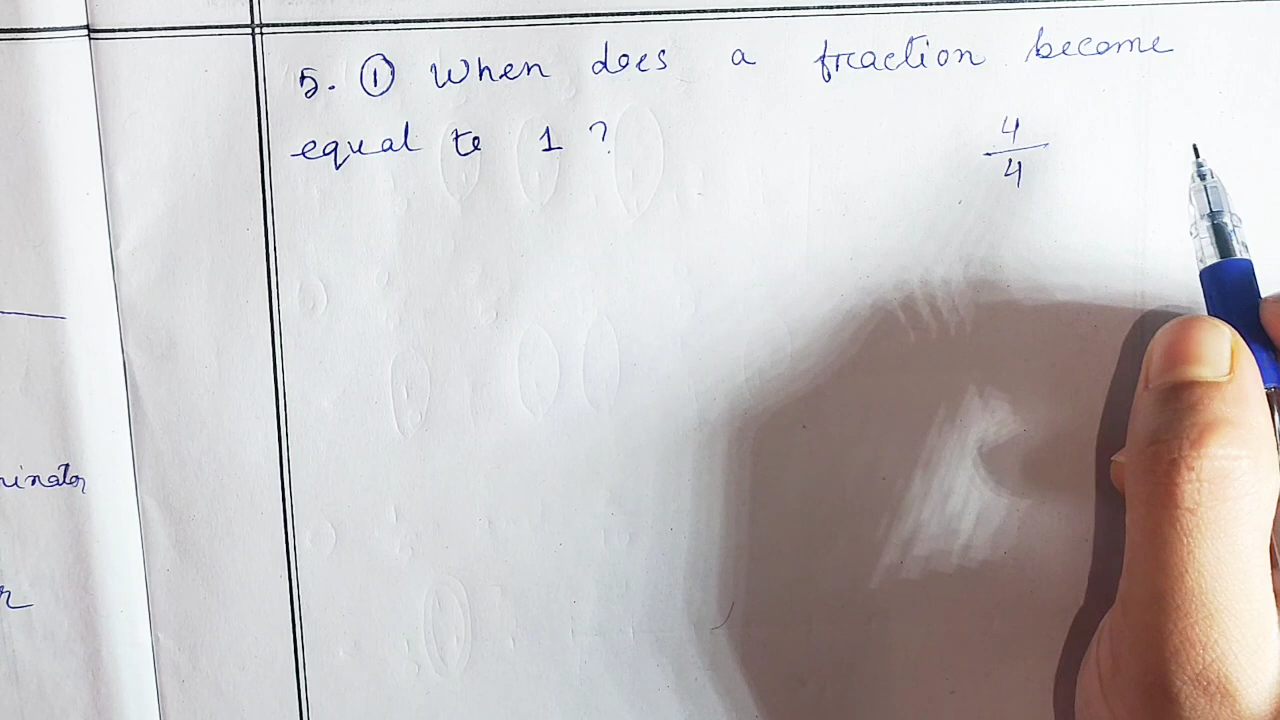 5. ① When does a fraction become
equal to 1 ?
4
4